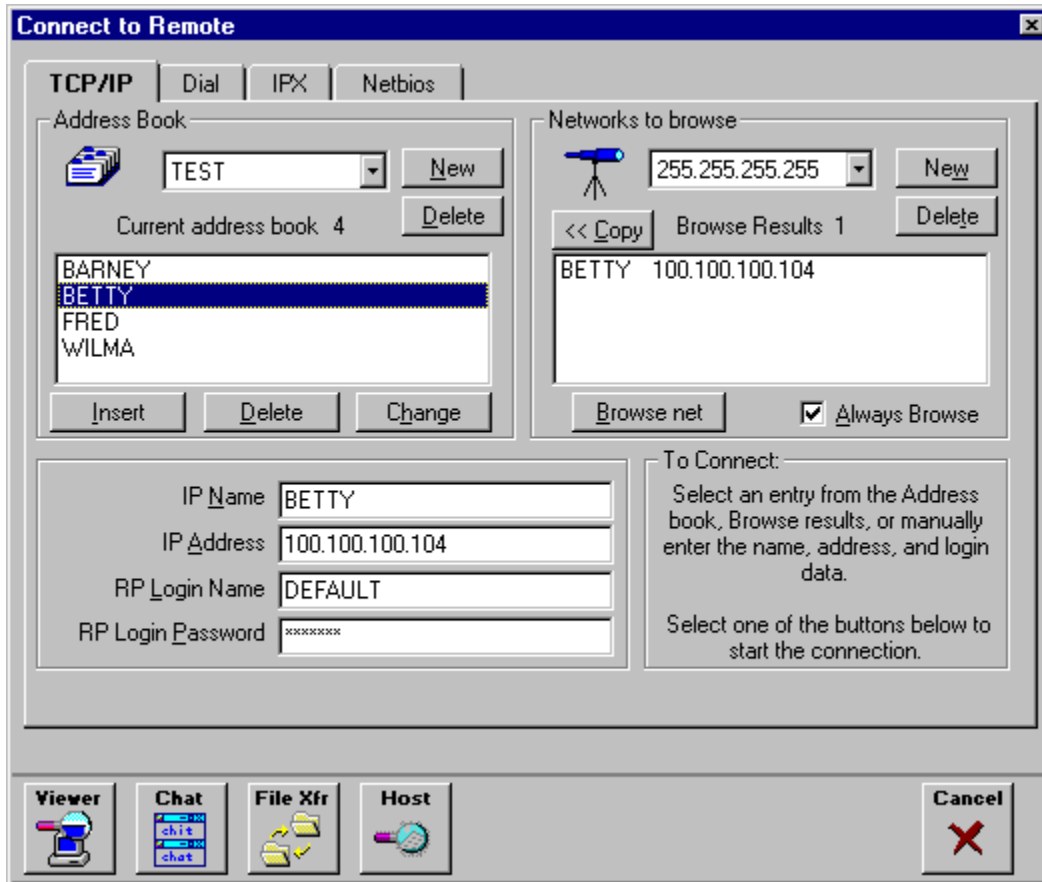 Connect to Remote
TCP/IP Dial IPX Netbios
Address Book
TEST
New
Delete
Current address book 4
BARNEY
BETTY
FRED
WILMA
Insert Delete Change
Networks to browse
255.255.255.255
New
Delete
<< Copy Browse Results 1
BETTY 100.100.100.104
Browse net Always Browse
IP Name BETTY
IP Address 100.100.100.104
RP Login Name DEFAULT
RP Login Password *******
To Connect:
Select an entry from the Address
book, Browse results, or manually
enter the name, address, and login
data.
Select one of the buttons below to
start the connection.
Viewer Chat File Xfr Host Cancel
chit
chat